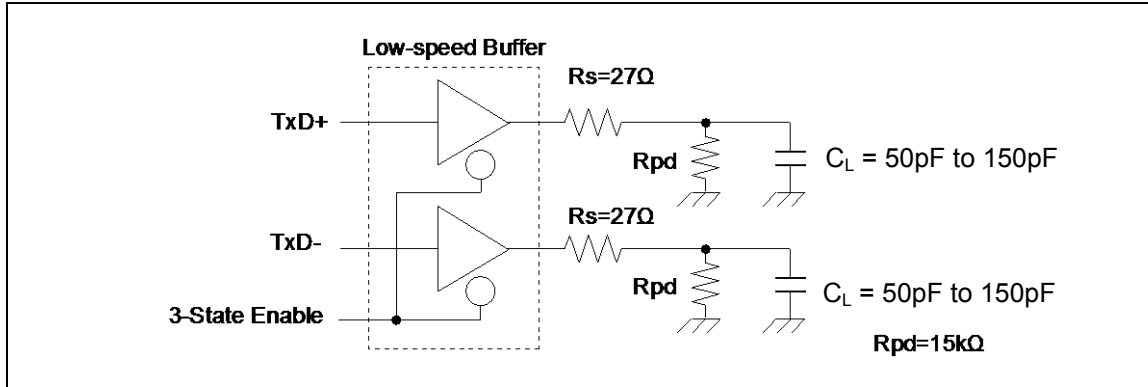 Low-speed Buffer
Rs=27Ω
TxD+
Rpd
C_L = 50pF to 150pF
Rs=27Ω
TxD-
Rpd
C_L = 50pF to 150pF
3-State Enable
Rpd=15kΩ